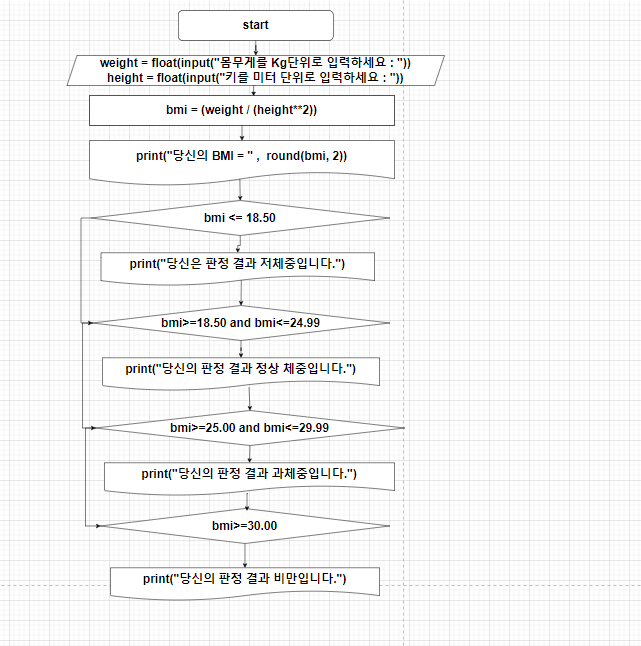 start
weight = float(input("몸무게를 Kg단위로 입력하세요 : "))
height = float(input("키를 미터 단위로 입력하세요 : "))
bmi = (weight / (height**2))
print("당신의 BMI = " , round(bmi, 2))
bmi <= 18.50
print("당신은 판정 결과 저체중입니다.")
bmi>=18.50 and bmi<=24.99
print("당신의 판정 결과 정상 체중입니다.")
bmi>=25.00 and bmi<=29.99
print("당신의 판정 결과 과체중입니다.")
bmi>=30.00
print("당신의 판정 결과 비만입니다.")